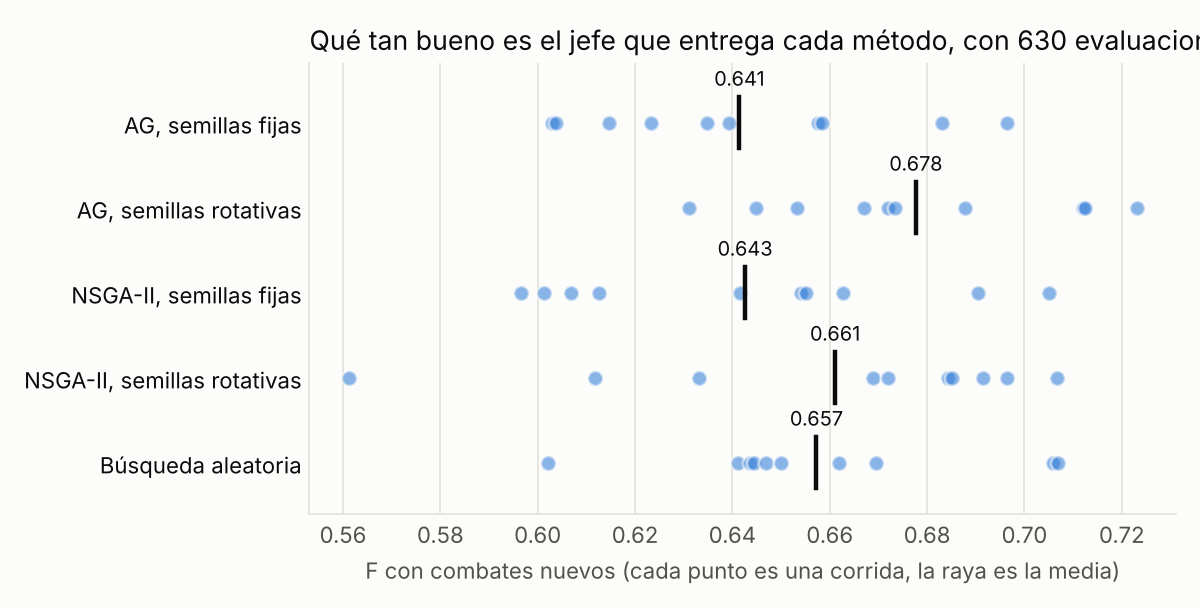 Qué tan bueno es el jefe que entrega cada método, con 630 evaluacion
0.641
AG, semillas fijas
0.678
AG, semillas rotativas
0.643
NSGA-II, semillas fijas
0.661
NSGA-II, semillas rotativas
0.657
Búsqueda aleatoria
0.56 0.58 0.60 0.62 0.64 0.66 0.68 0.70 0.72
F con combates nuevos (cada punto es una corrida, la raya es la media)